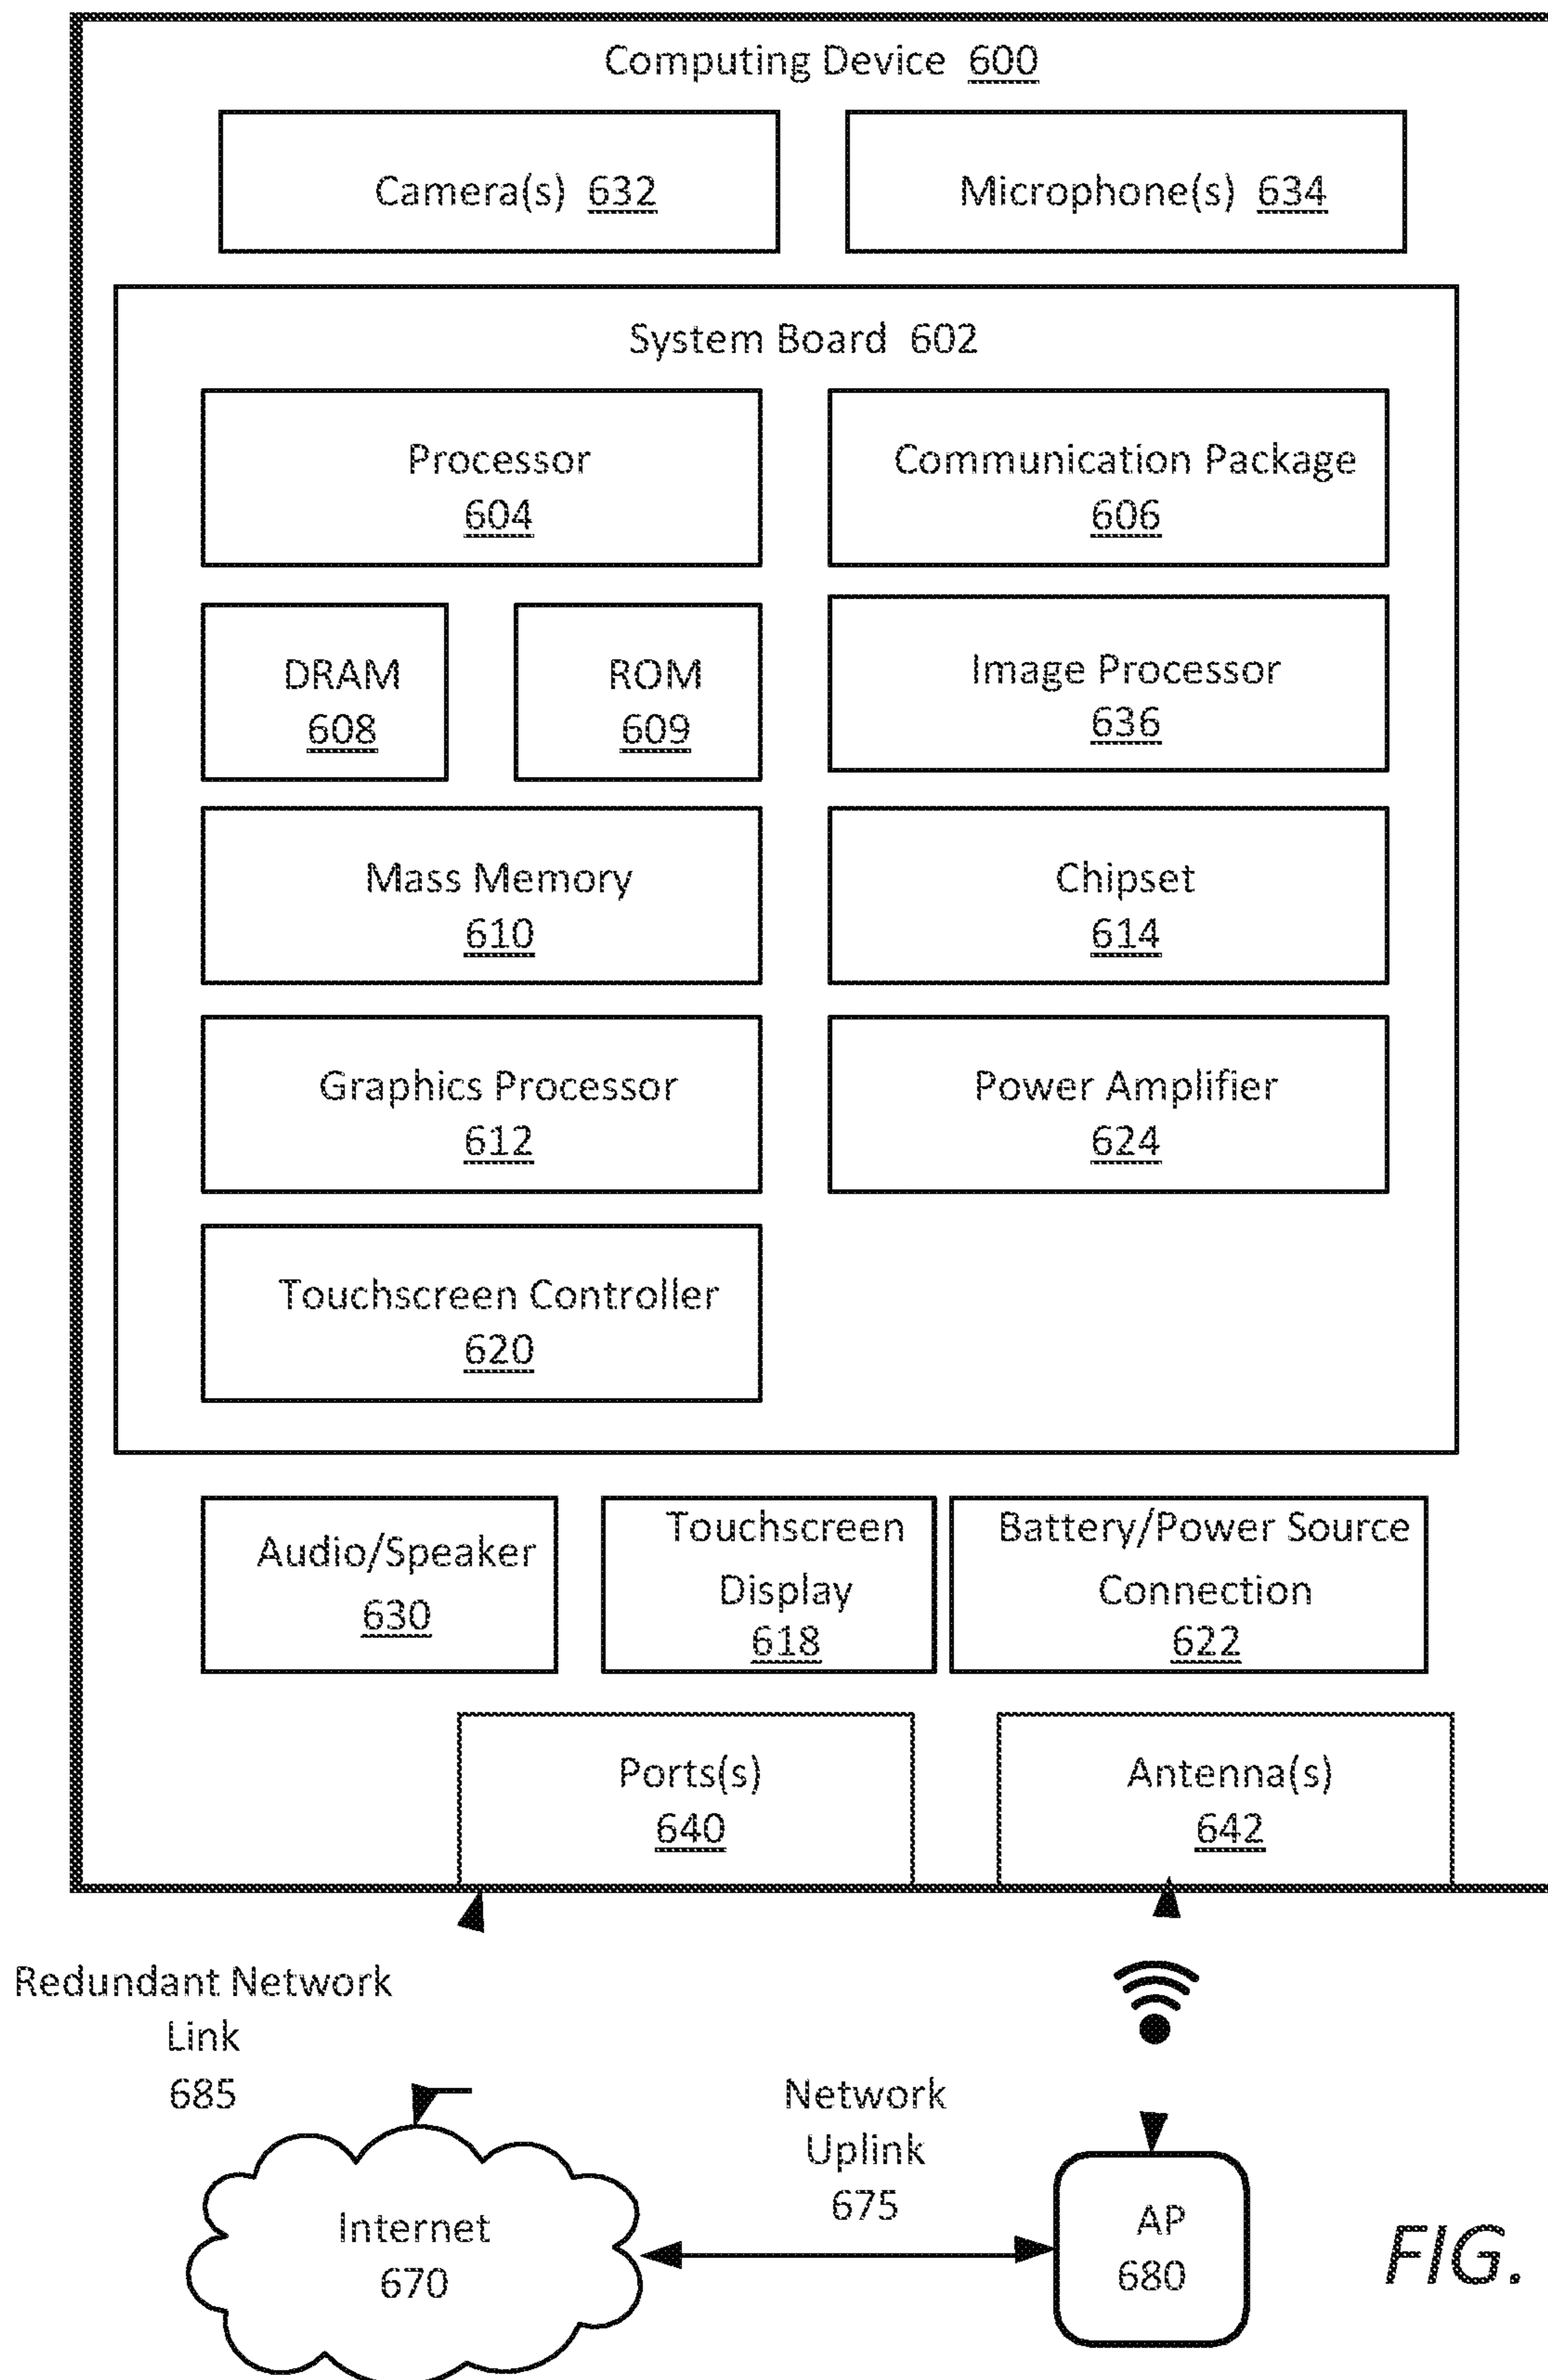 Computing Device 600
Camera(s) 632
Microphone(s) 634
System Board 602
Processor
604
Communication Package
606
DRAM
608
ROM
609
Image Processor
636
Mass Memory
610
Chipset
614
Graphics Processor
612
Power Amplifier
624
Touchscreen Controller
620
Audio/Speaker
630
Touchscreen
Display
618
Battery/Power Source
Connection
622
Ports(s)
640
Antenna(s)
642
Redundant Network
Link
685
Network
Uplink
675
Internet
670
AP
680
FIG.